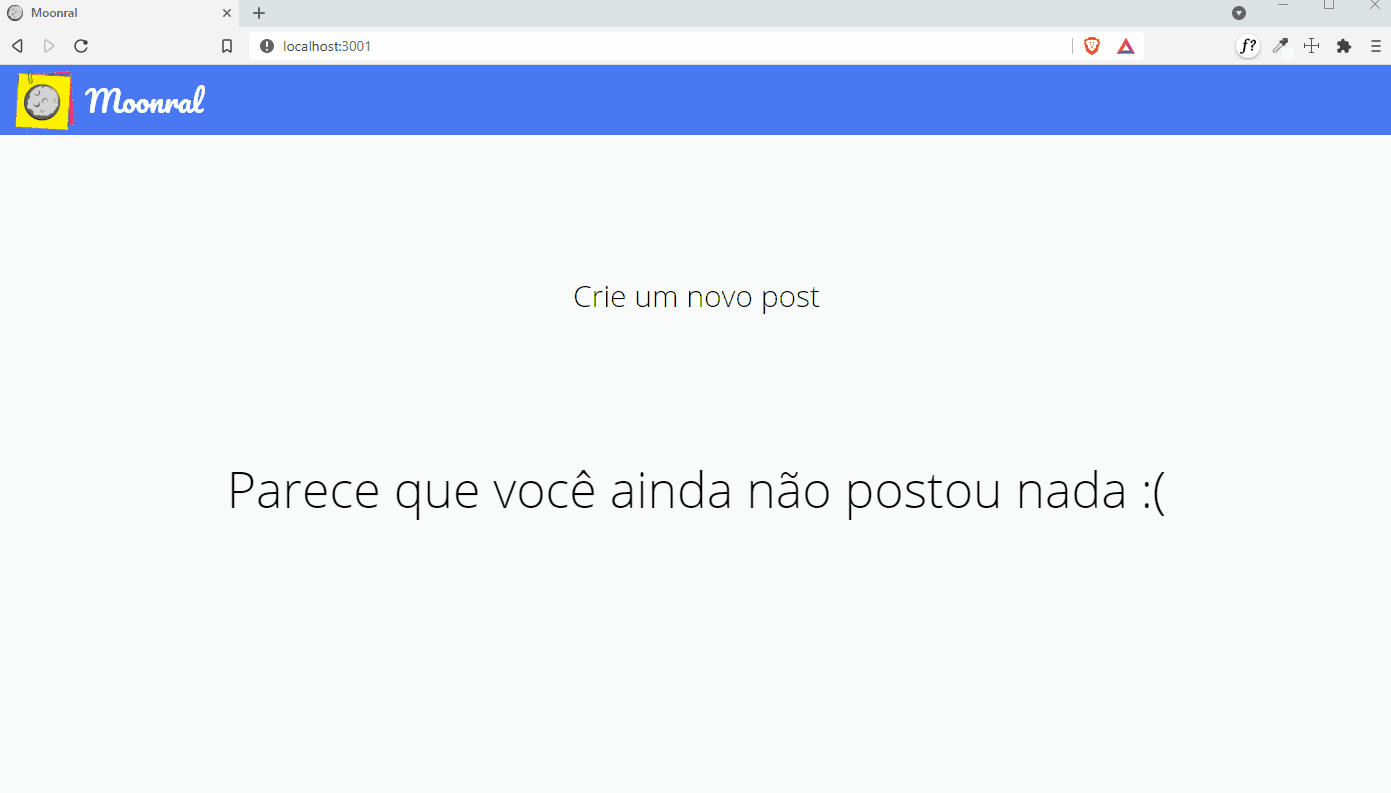 Moonral
localhost:3001
f?
Moonral
Crie um novo post
Parece que você ainda não postou nada :(